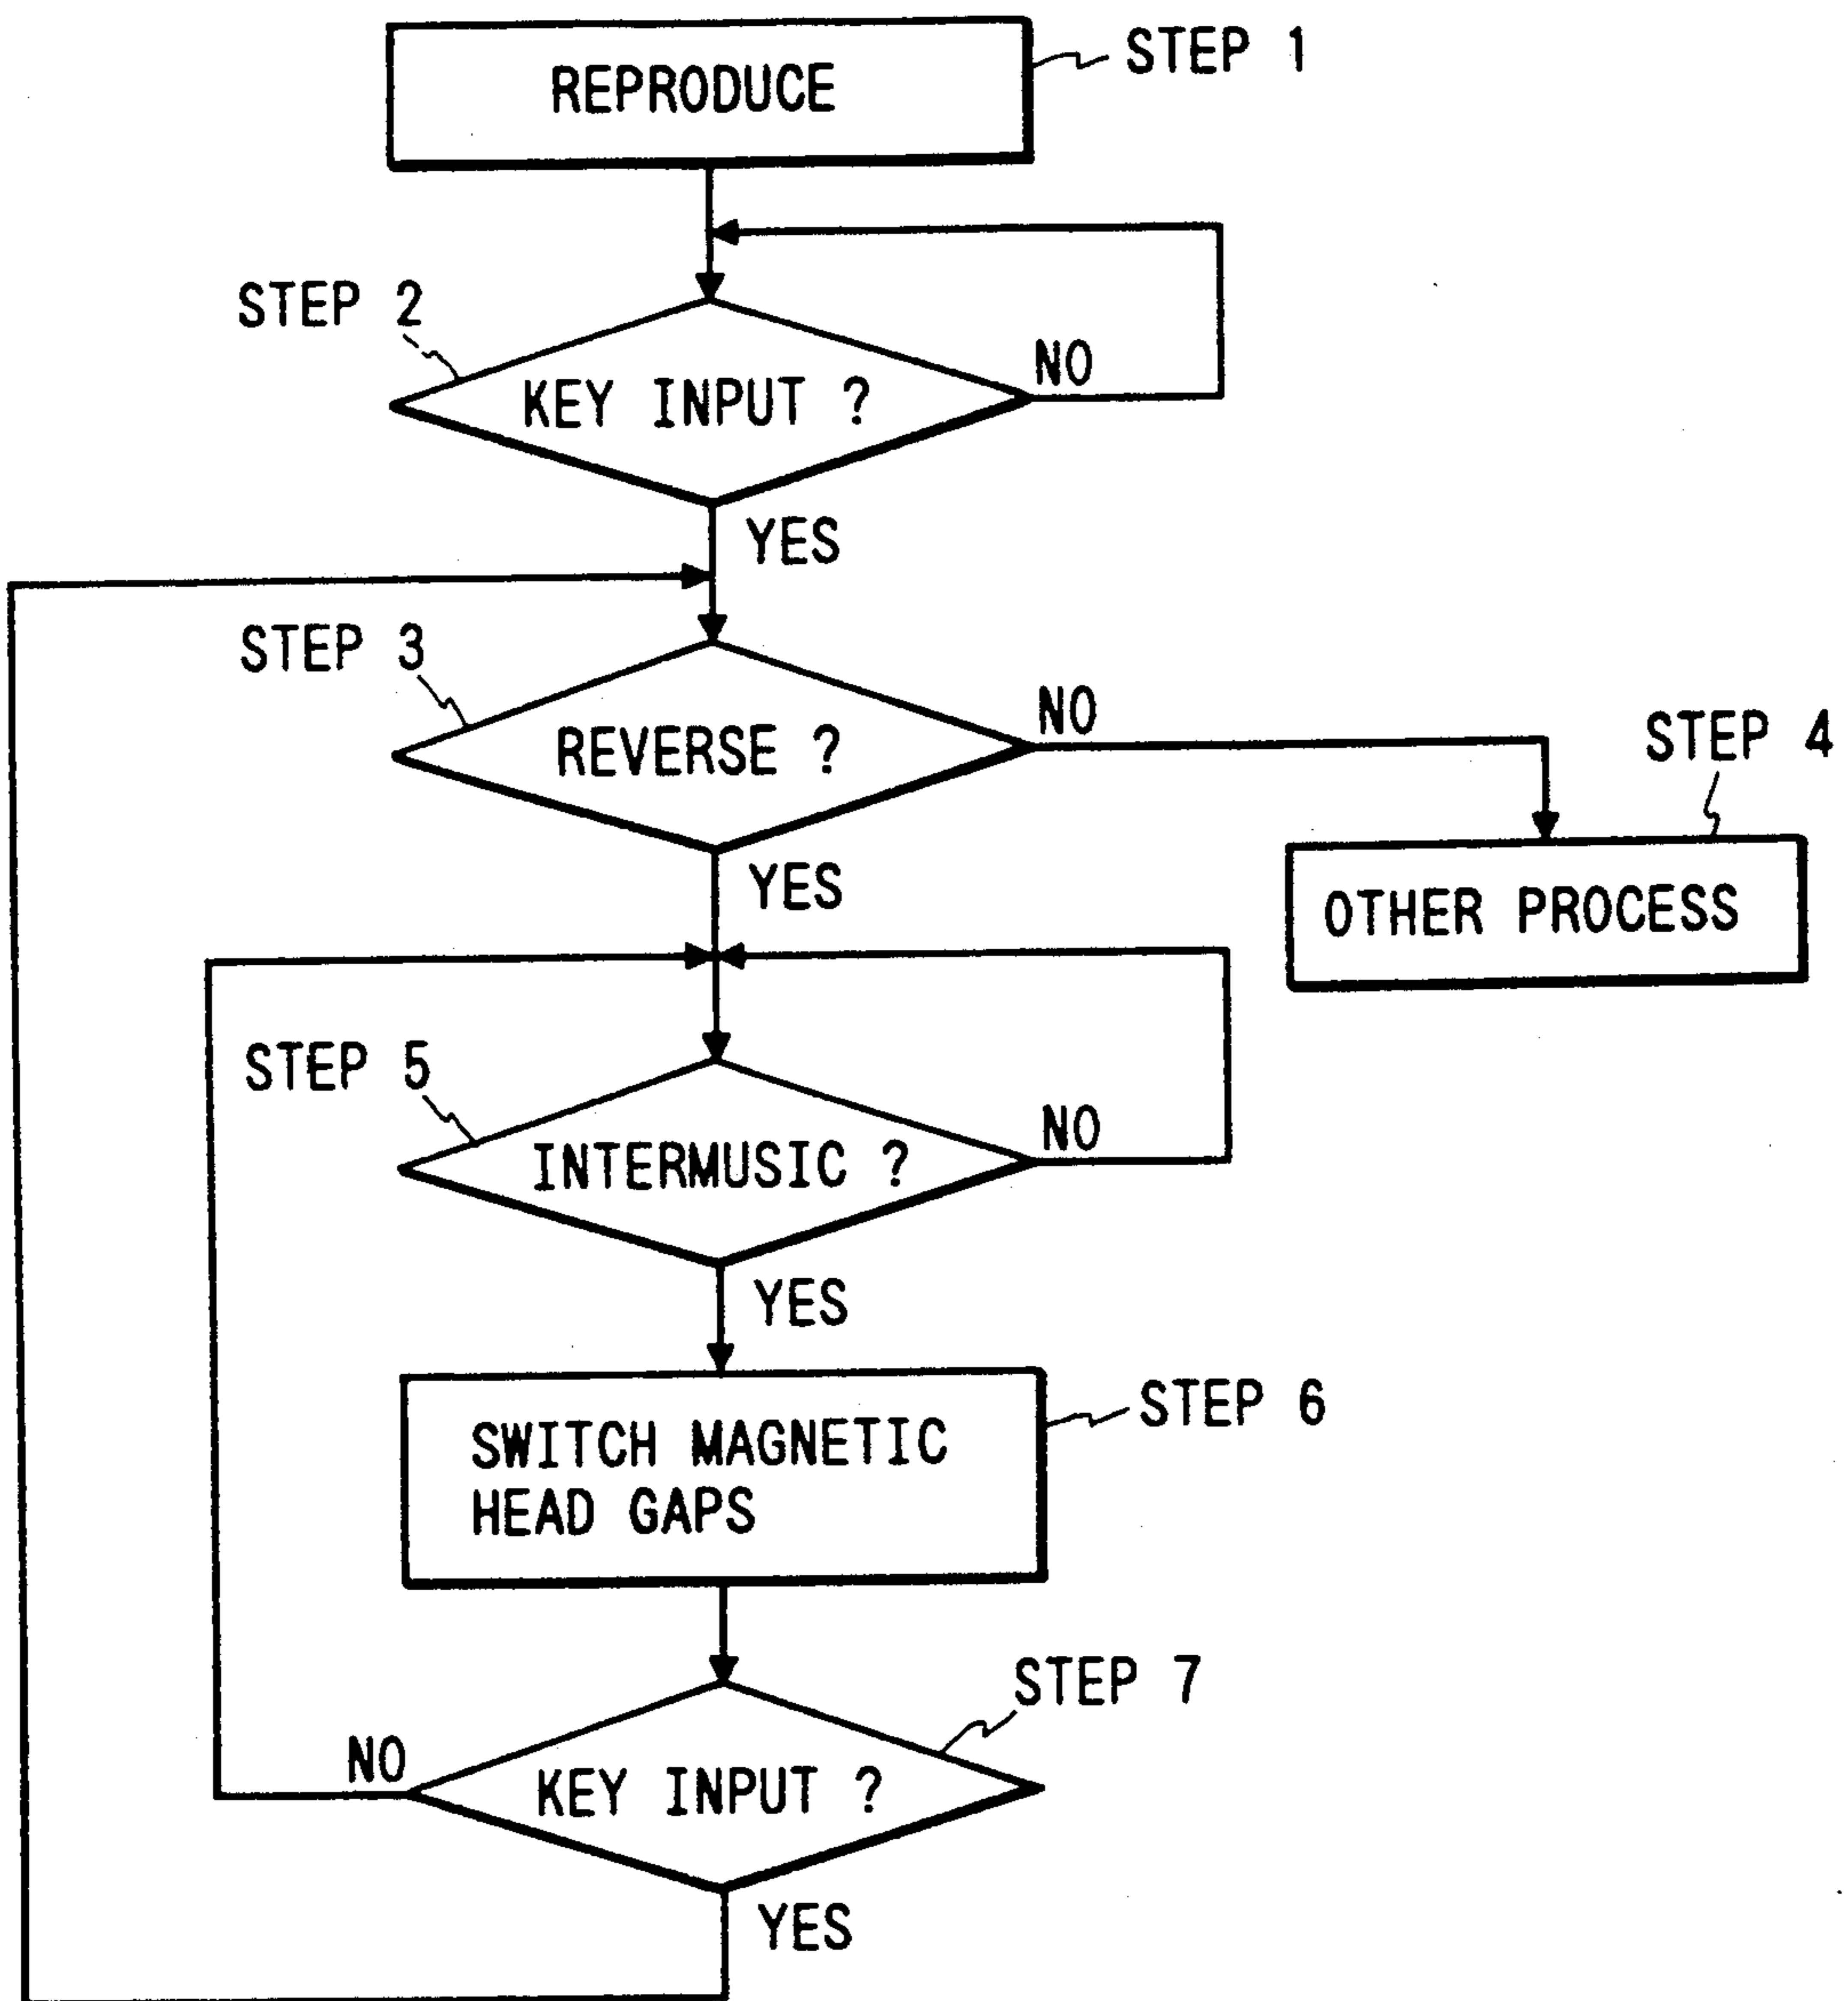 REPRODUCE
STEP 1
STEP 2
KEY INPUT ?
NO
YES
STEP 3
REVERSE ?
NO
STEP 4
YES
OTHER PROCESS
STEP 5
INTERMUSIC ?
NO
YES
STEP 6
SWITCH MAGNETIC
HEAD GAPS
STEP 7
NO
KEY INPUT ?
YES